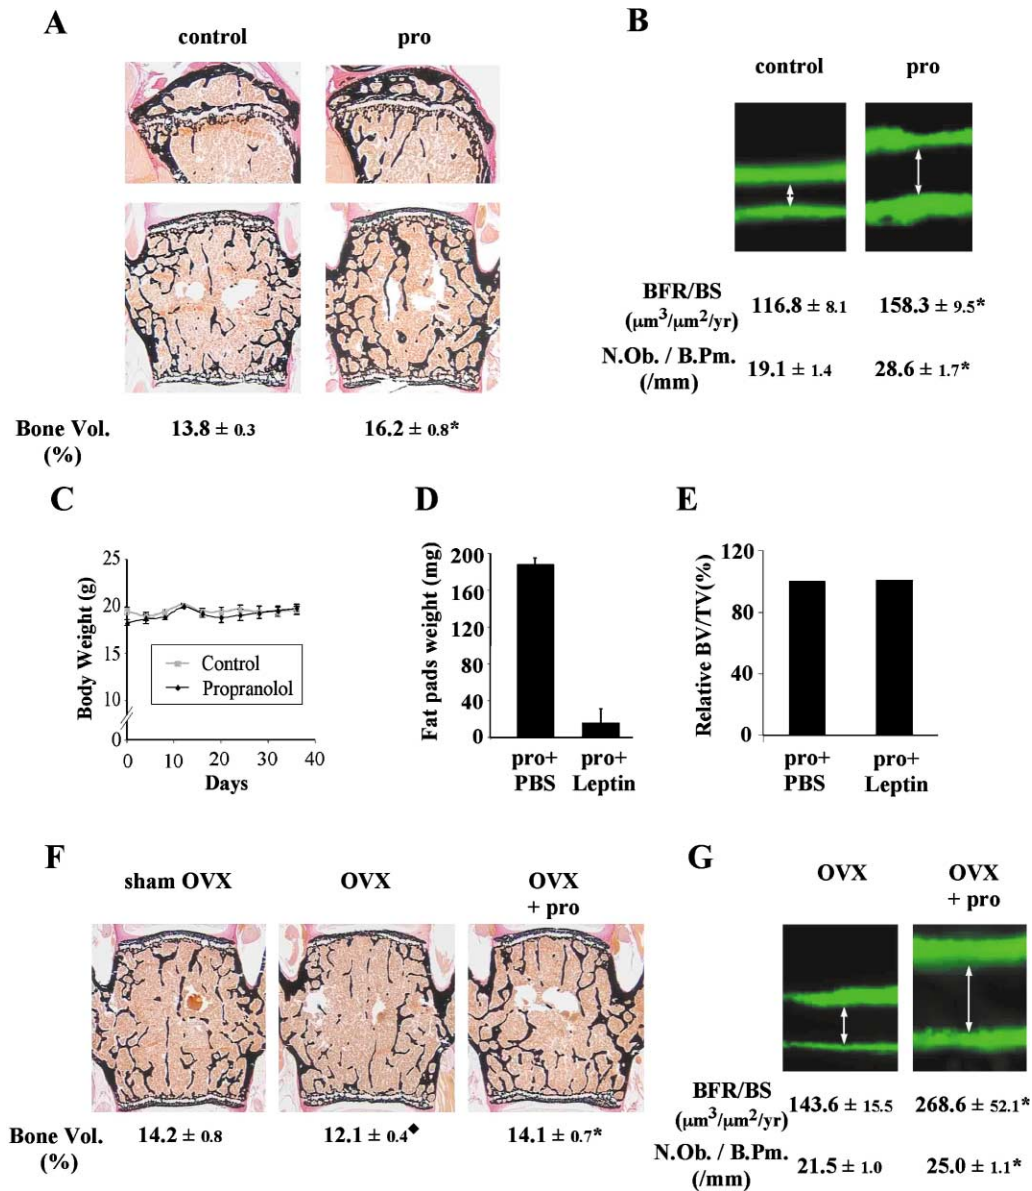 A
control pro
Bone Vol. 13.8 ± 0.3 16.2 ± 0.8*
(%)
B
control pro
BFR/BS 116.8 ± 8.1 158.3 ± 9.5*
(μm³/μm²/yr)
N.Ob. / B.Pm. 19.1 ± 1.4 28.6 ± 1.7*
(/mm)
C
Body Weight (g)
25
20
15
10
0
Control
Propranolol
0 10 20 30 40
Days
D
Fat pads weight (mg)
200
160
120
80
40
0
pro+ pro+
PBS Leptin
E
Relative BV/TV(%)
120
80
40
0
pro+ pro+
PBS Leptin
F
sham OVX OVX OVX
+ pro
Bone Vol. 14.2 ± 0.8 12.1 ± 0.4◆ 14.1 ± 0.7*
(%)
G
OVX OVX
+ pro
BFR/BS 143.6 ± 15.5 268.6 ± 52.1*
(μm³/μm²/yr)
N.Ob. / B.Pm. 21.5 ± 1.0 25.0 ± 1.1*
(/mm)